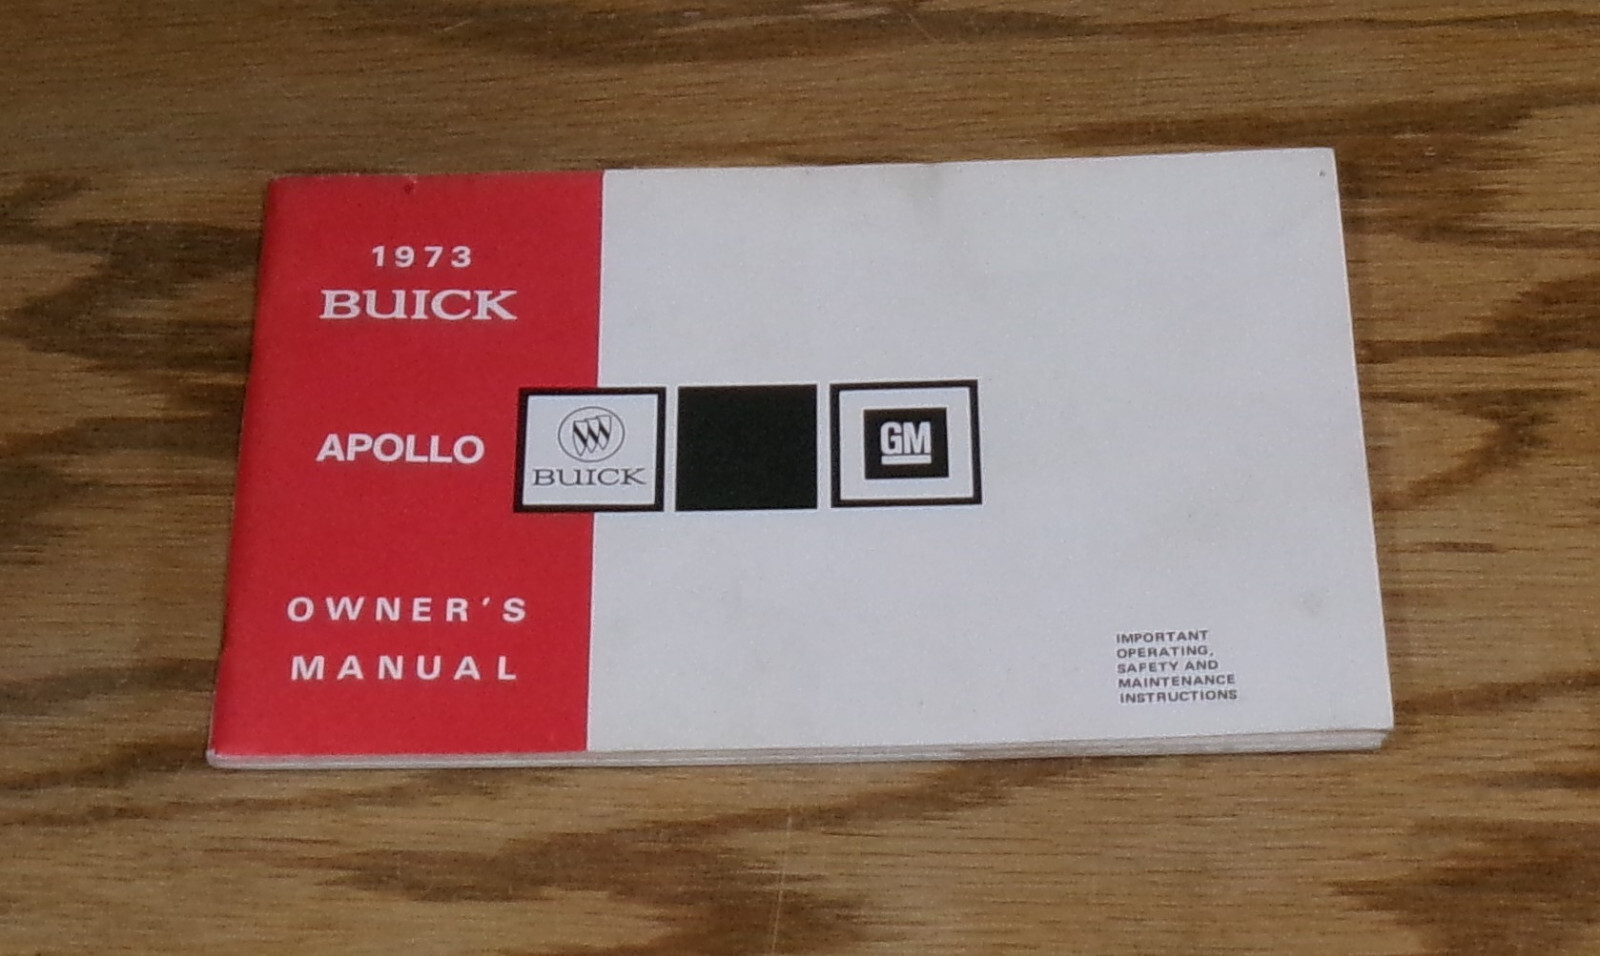 1973
BUICK
APOLLO
BUICK
GM
OWNER'S
MANUAL
IMPORTANT
OPERATING,
SAFETY AND
MAINTENANCE
INSTRUCTIONS